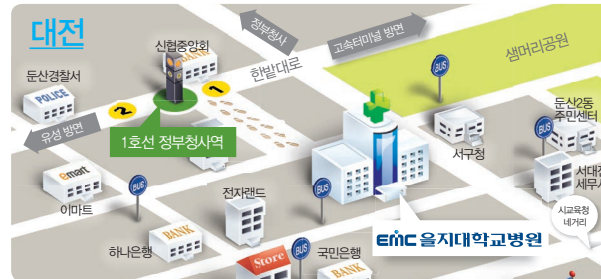 대전
정부청사
고속터미널 방면
신협중앙회
BANK
한밭대로
샘머리공원
둔산경찰서
POLICE
BUS
2
1
유성 방면
1호선 정부청사역
둔산2동
주민센터
BUS
서구청
emart
이마트
BUS
전자랜드
BUS
서대전
세무서
시교육청
네거리
EMC 을지대학교병원
하나은행
BANK
Store
BUS
국민은행
BANK